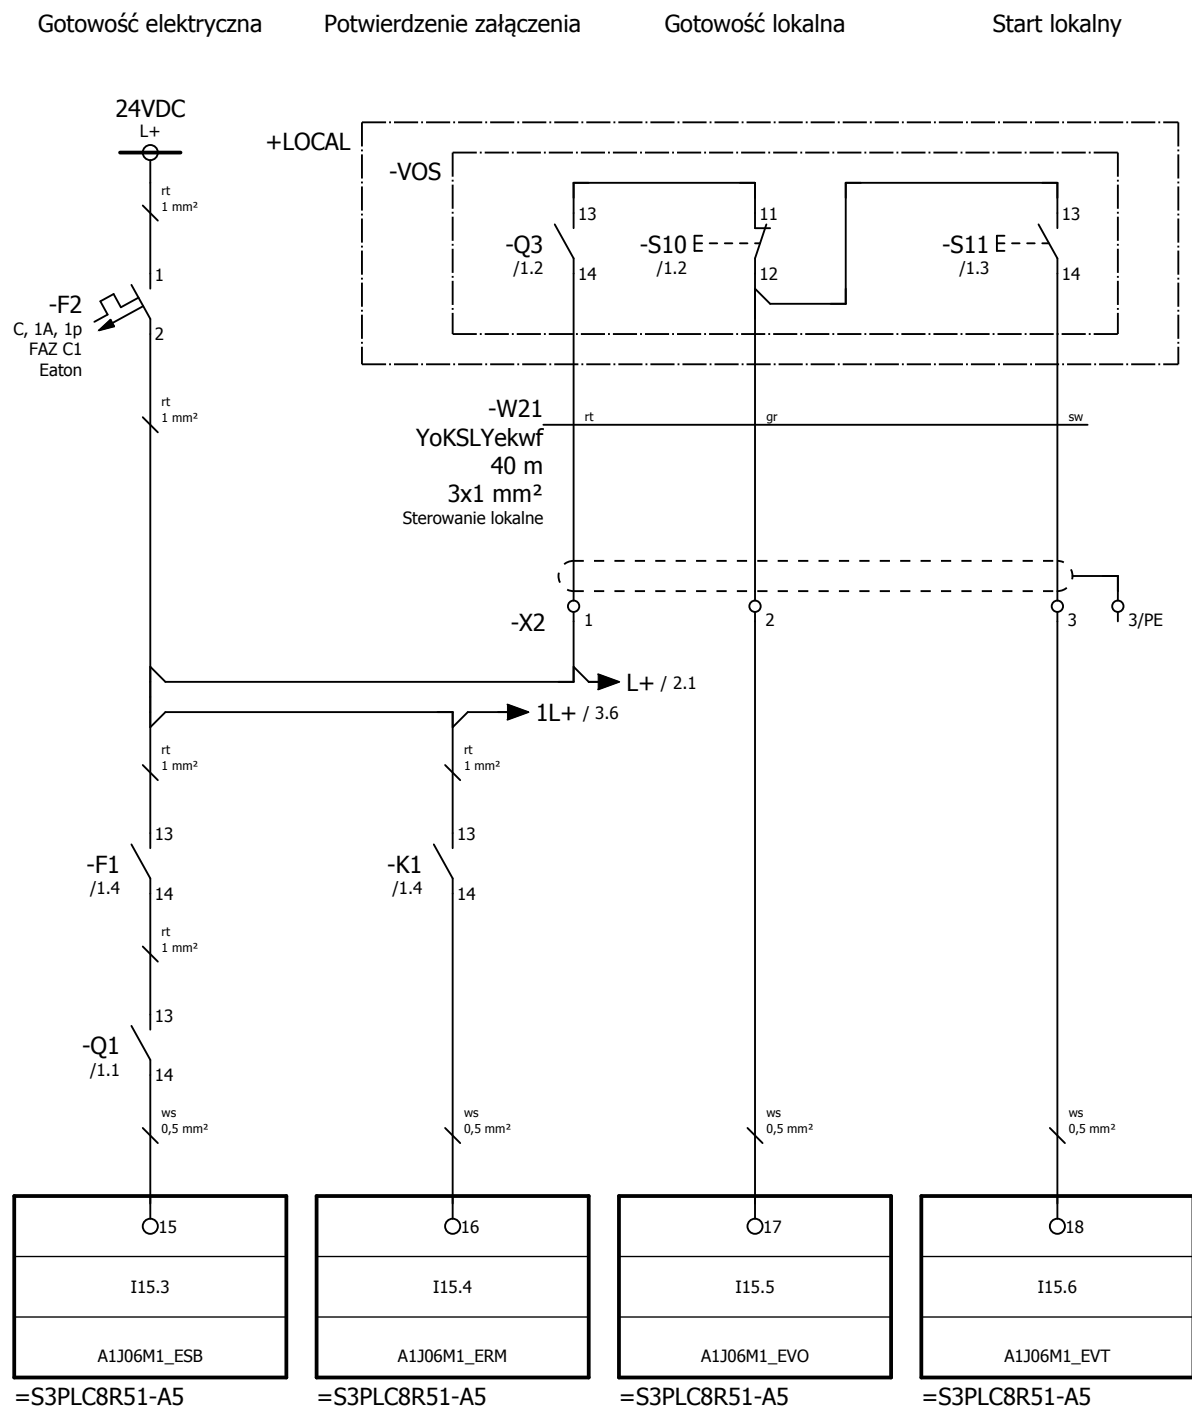 Gotowość elektryczna
Potwierdzenie załączenia
Gotowość lokalna
Start lokalny
24VDC
L+
rt
1 mm²
1
-F2
C, 1A, 1p
FAZ C1
Eaton
2
rt
1 mm²
+LOCAL
-VOS
13
-Q3
/1.2
14
11
-S10
E
/1.2
12
13
-S11
E
/1.3
14
-W21
YoKSLYekwf
40 m
3x1 mm²
Sterowanie lokalne
rt
gr
sw
-X2
1
2
3
3/PE
L+ / 2.1
1L+ / 3.6
rt
1 mm²
rt
1 mm²
13
-F1
/1.4
14
13
-K1
/1.4
14
rt
1 mm²
13
-Q1
/1.1
14
ws
0,5 mm²
ws
0,5 mm²
ws
0,5 mm²
ws
0,5 mm²
15
16
17
18
I15.3
I15.4
I15.5
I15.6
A1J06M1_ESB
A1J06M1_ERM
A1J06M1_EVO
A1J06M1_EVT
=S3PLC8R51-A5
=S3PLC8R51-A5
=S3PLC8R51-A5
=S3PLC8R51-A5